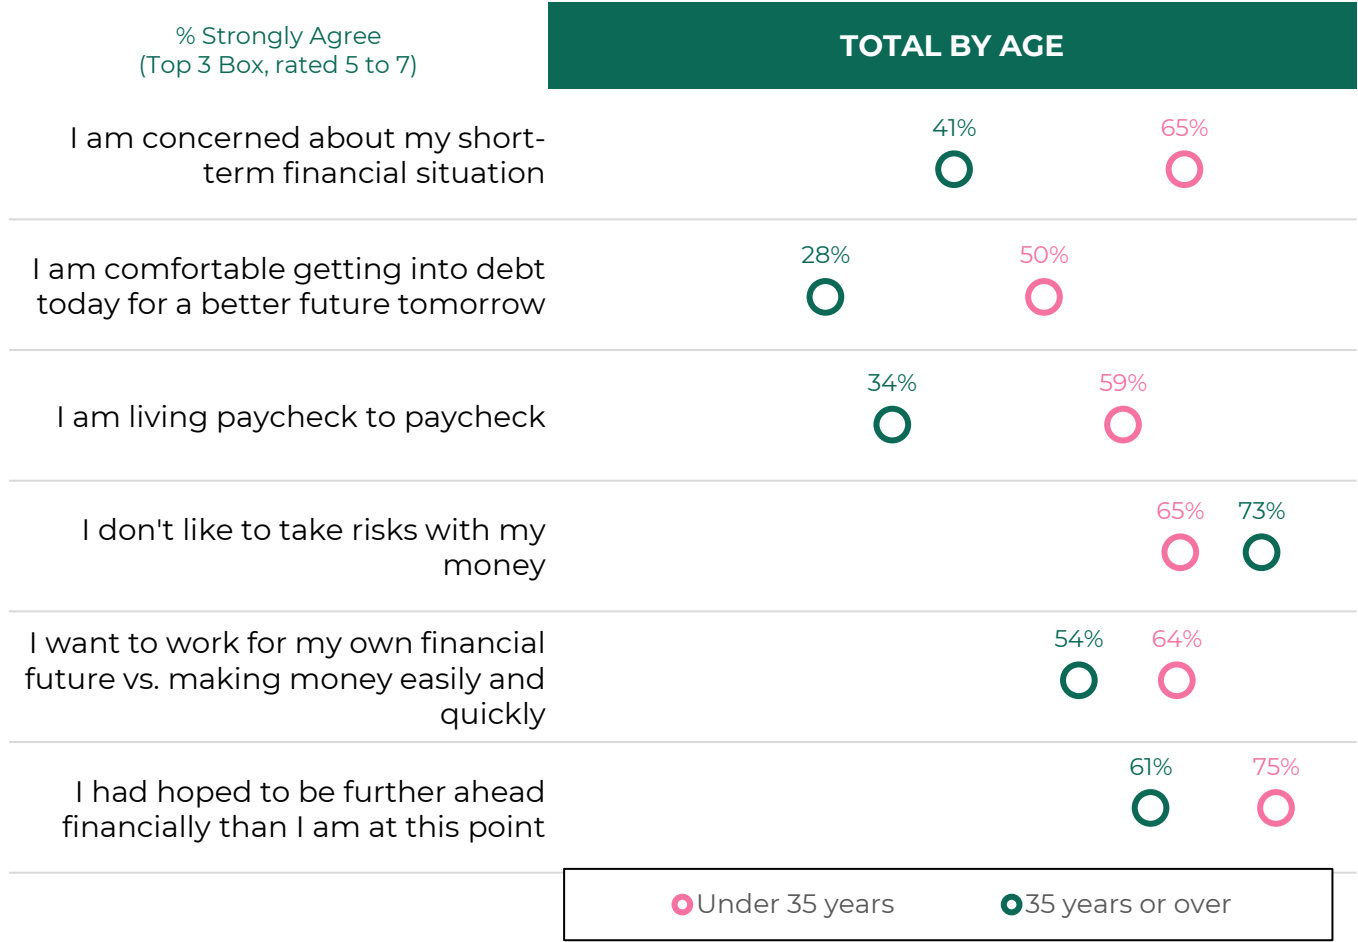 % Strongly Agree
(Top 3 Box, rated 5 to 7)
TOTAL BY AGE
I am concerned about my short-
term financial situation
41%
65%
I am comfortable getting into debt
today for a better future tomorrow
28%
50%
I am living paycheck to paycheck
34%
59%
I don't like to take risks with my
money
65%
73%
I want to work for my own financial
future vs. making money easily and
quickly
54%
64%
I had hoped to be further ahead
financially than I am at this point
61%
75%
Under 35 years
35 years or over